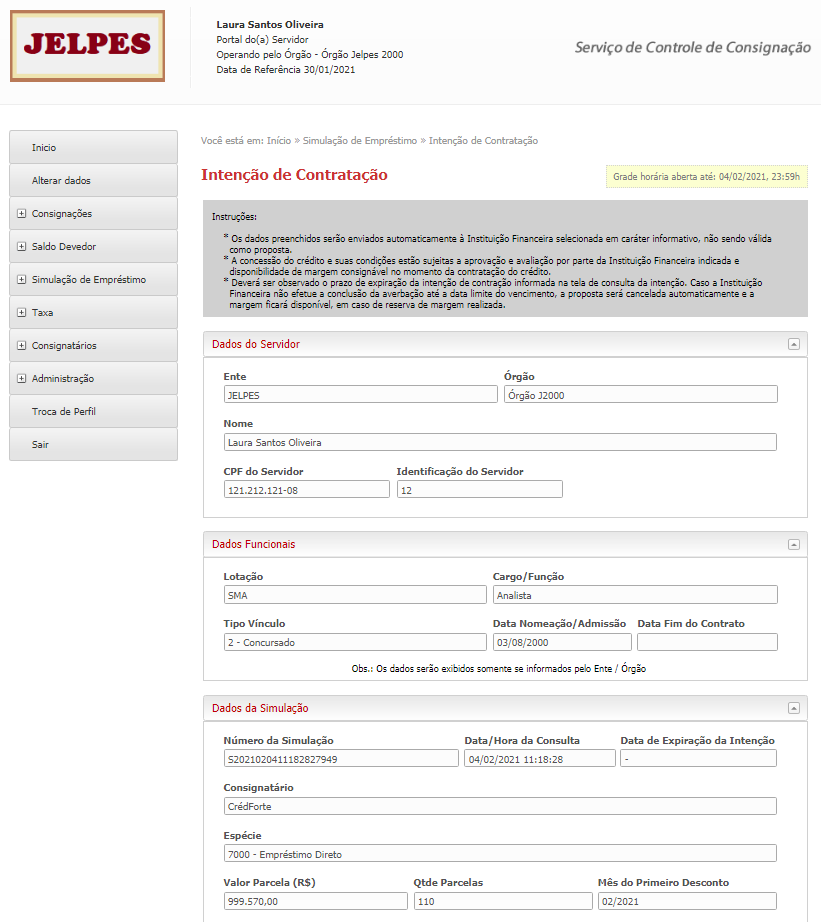 JELPES
Laura Santos Oliveira
Portal do(a) Servidor
Operando pelo Órgão - Órgão Jelpes 2000
Data de Referência 30/01/2021
Serviço de Controle de Consignação
Inicio
Alterar dados
Consignações
Saldo Devedor
Simulação de Empréstimo
Taxa
Consignatários
Administração
Troca de Perfil
Sair
Você está em: Início » Simulação de Empréstimo » Intenção de Contratação
Intenção de Contratação
Grade horária aberta até: 04/02/2021, 23:59h
Instruções:
* Os dados preenchidos serão enviados automaticamente à Instituição Financeira selecionada em caráter informativo, não sendo válida
como proposta.
* A concessão do crédito e suas condições estão sujeitas a aprovação e avaliação por parte da Instituição Financeira indicada e
disponibilidade de margem consignável no momento da contratação do crédito.
* Deverá ser observado o prazo de expiração da intenção de contração informada na tela de consulta da intenção. Caso a Instituição
Financeira não efetue a conclusão da averbação até a data limite do vencimento, a proposta será cancelada automaticamente e a
margem ficará disponível, em caso de reserva de margem realizada.
Dados do Servidor
Ente Órgão
JELPES Órgão J2000
Nome
Laura Santos Oliveira
CPF do Servidor Identificação do Servidor
121.212.121-08 12
Dados Funcionais
Lotação Cargo/Função
SMA Analista
Tipo Vínculo Data Nomeação/Admissão Data Fim do Contrato
2 - Concursado 03/08/2000
Obs.: Os dados serão exibidos somente se informados pelo Ente / Órgão
Dados da Simulação
Número da Simulação Data/Hora da Consulta Data de Expiração da Intenção
S2021020411182827949 04/02/2021 11:18:28 -
Consignatário
CrédForte
Espécie
7000 - Empréstimo Direto
Valor Parcela (R$) Qtde Parcelas Mês do Primeiro Desconto
999.570,00 110 02/2021